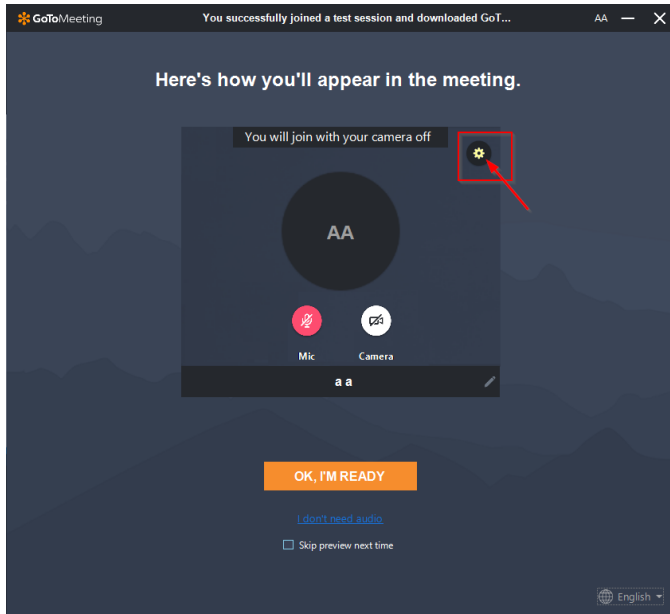 GoToMeeting
You successfully joined a test session and downloaded GoT...
AA
Here's how you'll appear in the meeting.
You will join with your camera off
AA
Mic Camera
a a
OK, I'M READY
I don't need audio
Skip preview next time
English